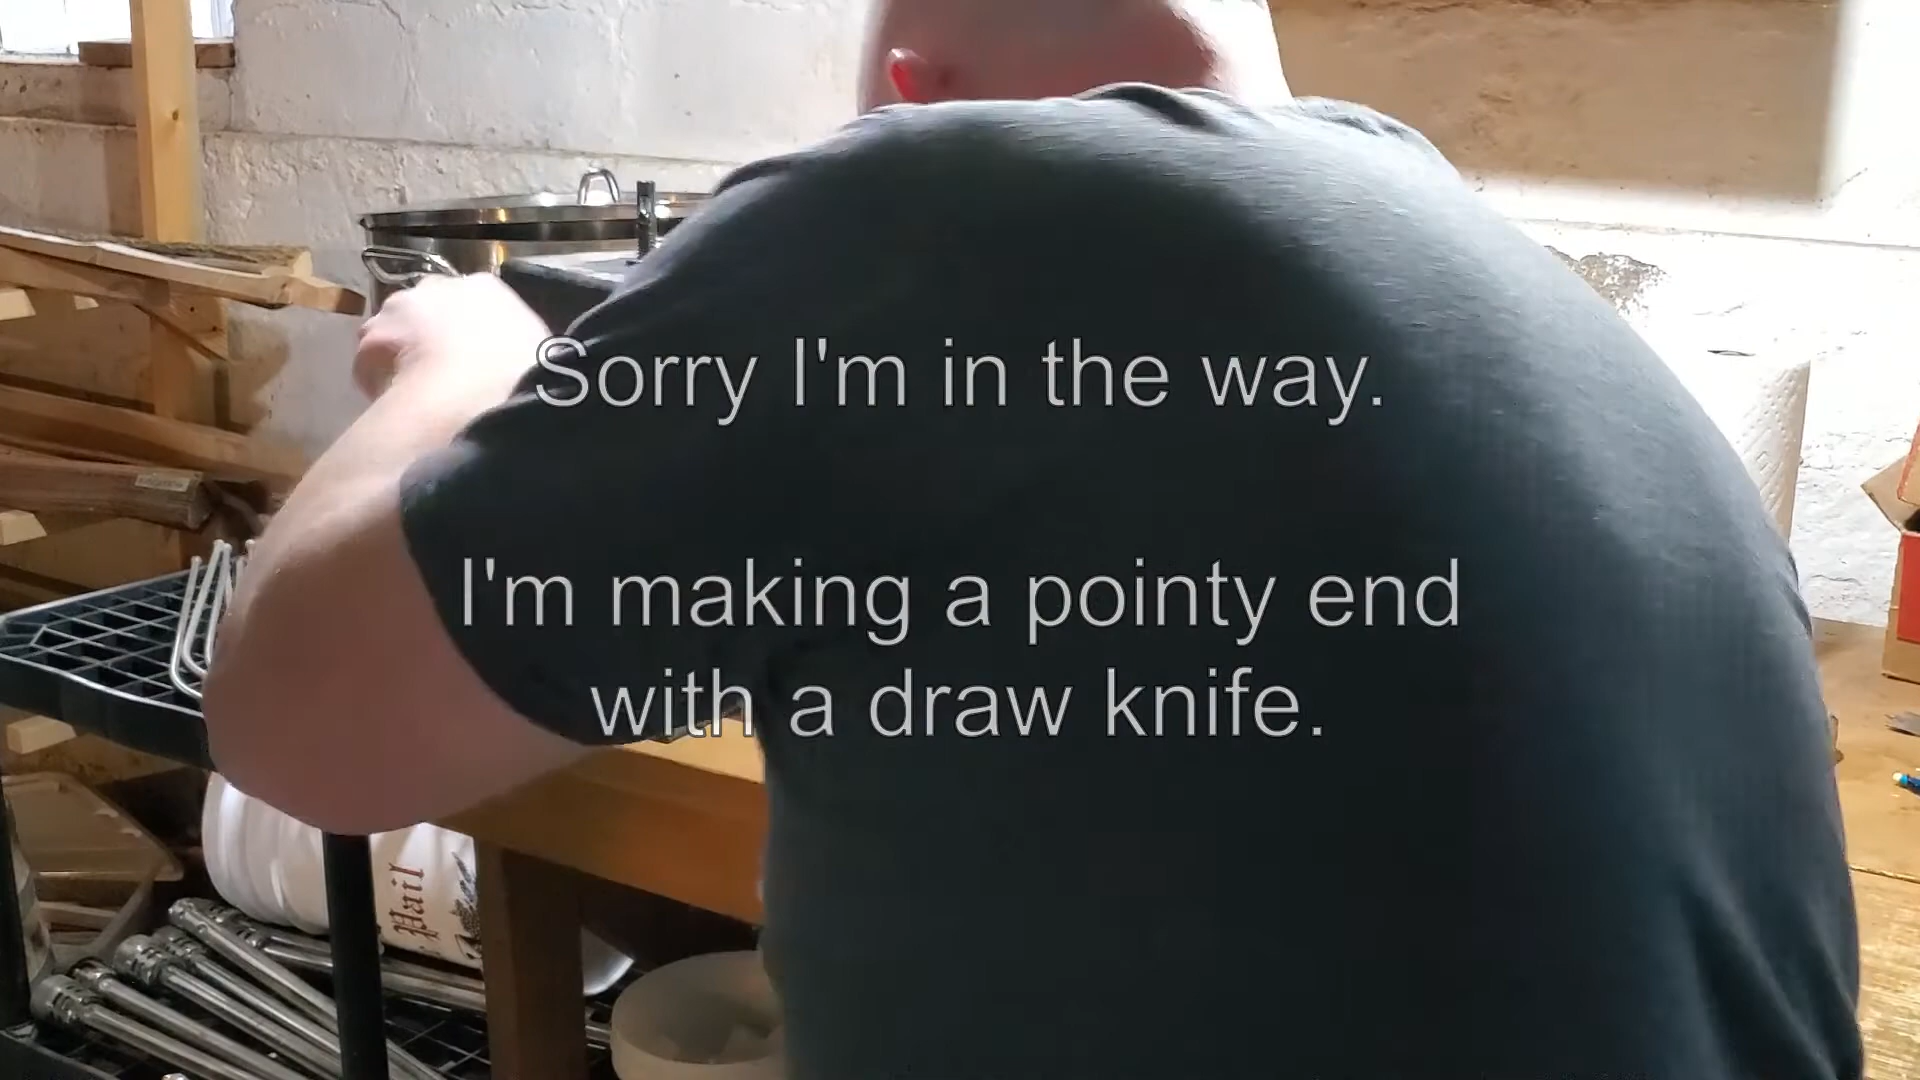 Sorry I'm in the way.
I'm making a pointy end
with a draw knife.
Pail